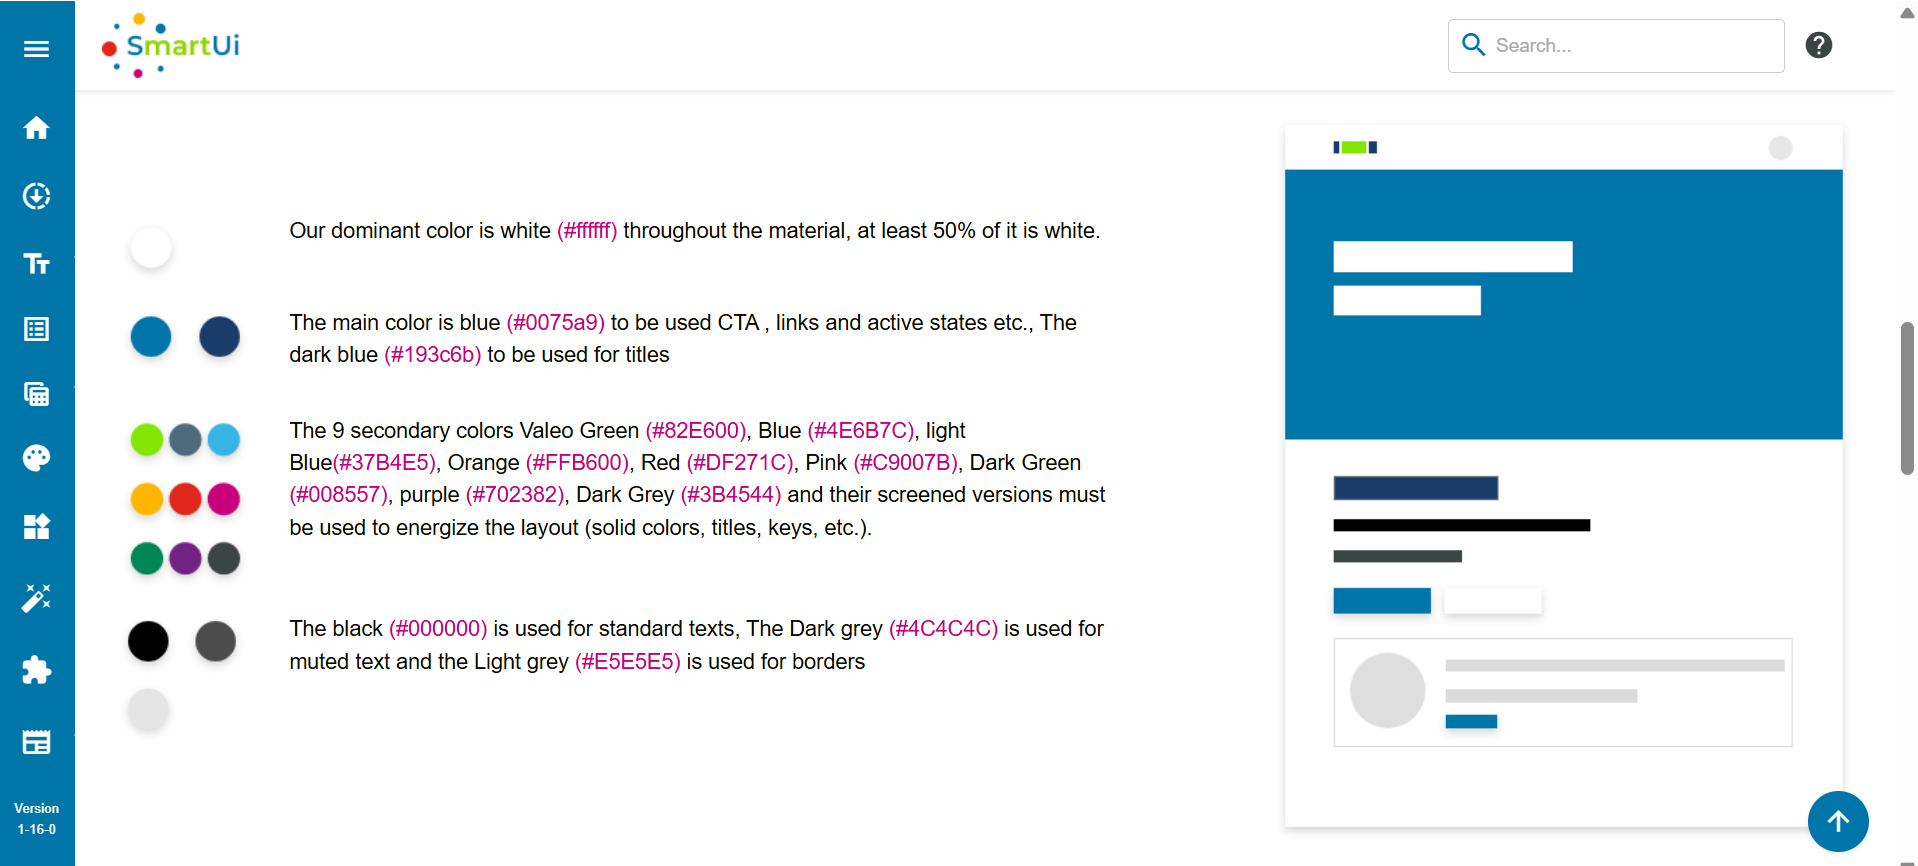 SmartUi
Search...
Our dominant color is white (#ffffff) throughout the material, at least 50% of it is white.
The main color is blue (#0075a9) to be used CTA , links and active states etc., The
dark blue (#193c6b) to be used for titles
The 9 secondary colors Valeo Green (#82E600), Blue (#4E6B7C), light
Blue(#37B4E5), Orange (#FFB600), Red (#DF271C), Pink (#C9007B), Dark Green
(#008557), purple (#702382), Dark Grey (#3B4544) and their screened versions must
be used to energize the layout (solid colors, titles, keys, etc.).
The black (#000000) is used for standard texts, The Dark grey (#4C4C4C) is used for
muted text and the Light grey (#E5E5E5) is used for borders
Version
1-16-0